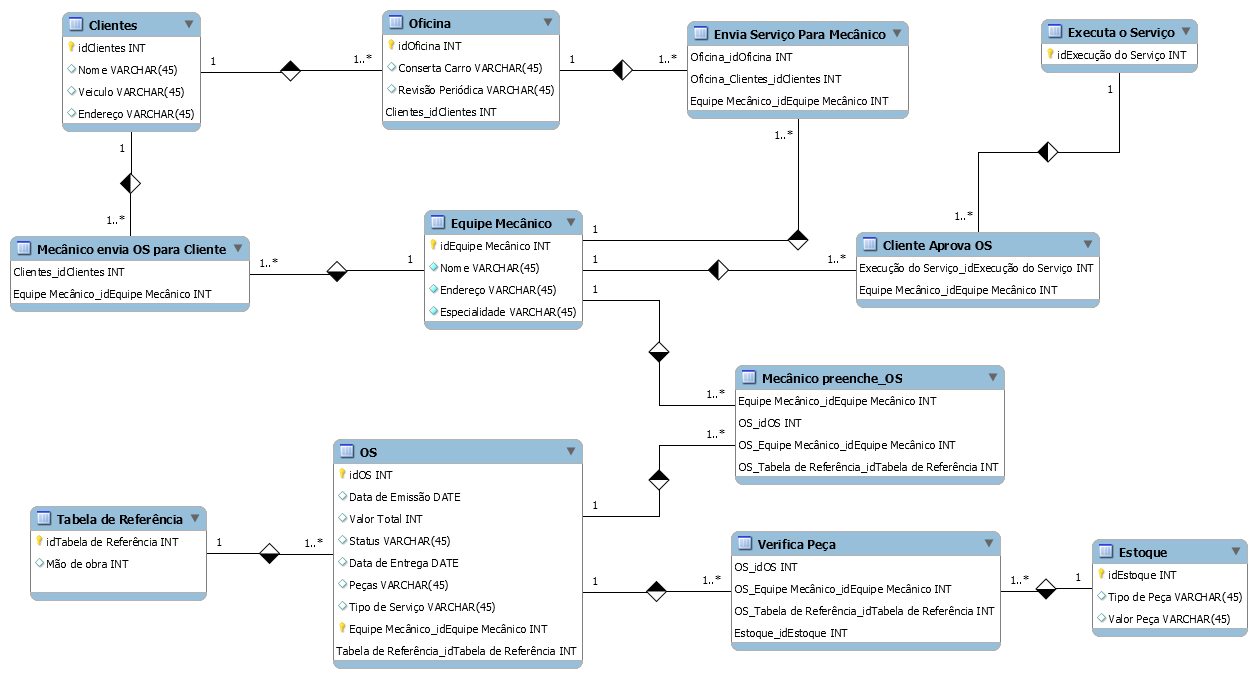 Clientes
idClientes INT
Nome VARCHAR(45)
Veiculo VARCHAR(45)
Endereço VARCHAR(45)
1
1..*
Oficina
idOficina INT
Conserta Carro VARCHAR(45)
Revisão Periódica VARCHAR(45)
Clientes_idClientes INT
1
1..*
Envia Serviço Para Mecânico
Oficina_idOficina INT
Oficina_Clientes_idClientes INT
Equipe Mecânico_idEquipe Mecânico INT
1..*
Executa o Serviço
idExecução do Serviço INT
1
1..*
1
1..*
Mecânico envia OS para Cliente
Clientes_idClientes INT
Equipe Mecânico_idEquipe Mecânico INT
1..*
1
Equipe Mecânico
idEquipe Mecânico INT
Nome VARCHAR(45)
Endereço VARCHAR(45)
Especialidade VARCHAR(45)
1
1
1
1..*
Cliente Aprova OS
Execução do Serviço_idExecução do Serviço INT
Equipe Mecânico_idEquipe Mecânico INT
1..*
Mecânico preenche_OS
Equipe Mecânico_idEquipe Mecânico INT
OS_idOS INT
OS_Equipe Mecânico_idEquipe Mecânico INT
OS_Tabela de Referência_idTabela de Referência INT
1..*
Tabela de Referência
idTabela de Referência INT
Mão de obra INT
1
1..*
OS
idOS INT
Data de Emissão DATE
Valor Total INT
Status VARCHAR(45)
Data de Entrega DATE
Peças VARCHAR(45)
Tipo de Serviço VARCHAR(45)
Equipe Mecânico_idEquipe Mecânico INT
Tabela de Referência_idTabela de Referência INT
1
1
1..*
Verifica Peça
OS_idOS INT
OS_Equipe Mecânico_idEquipe Mecânico INT
OS_Tabela de Referência_idTabela de Referência INT
Estoque_idEstoque INT
1..*
1
Estoque
idEstoque INT
Tipo de Peça VARCHAR(45)
Valor Peça VARCHAR(45)